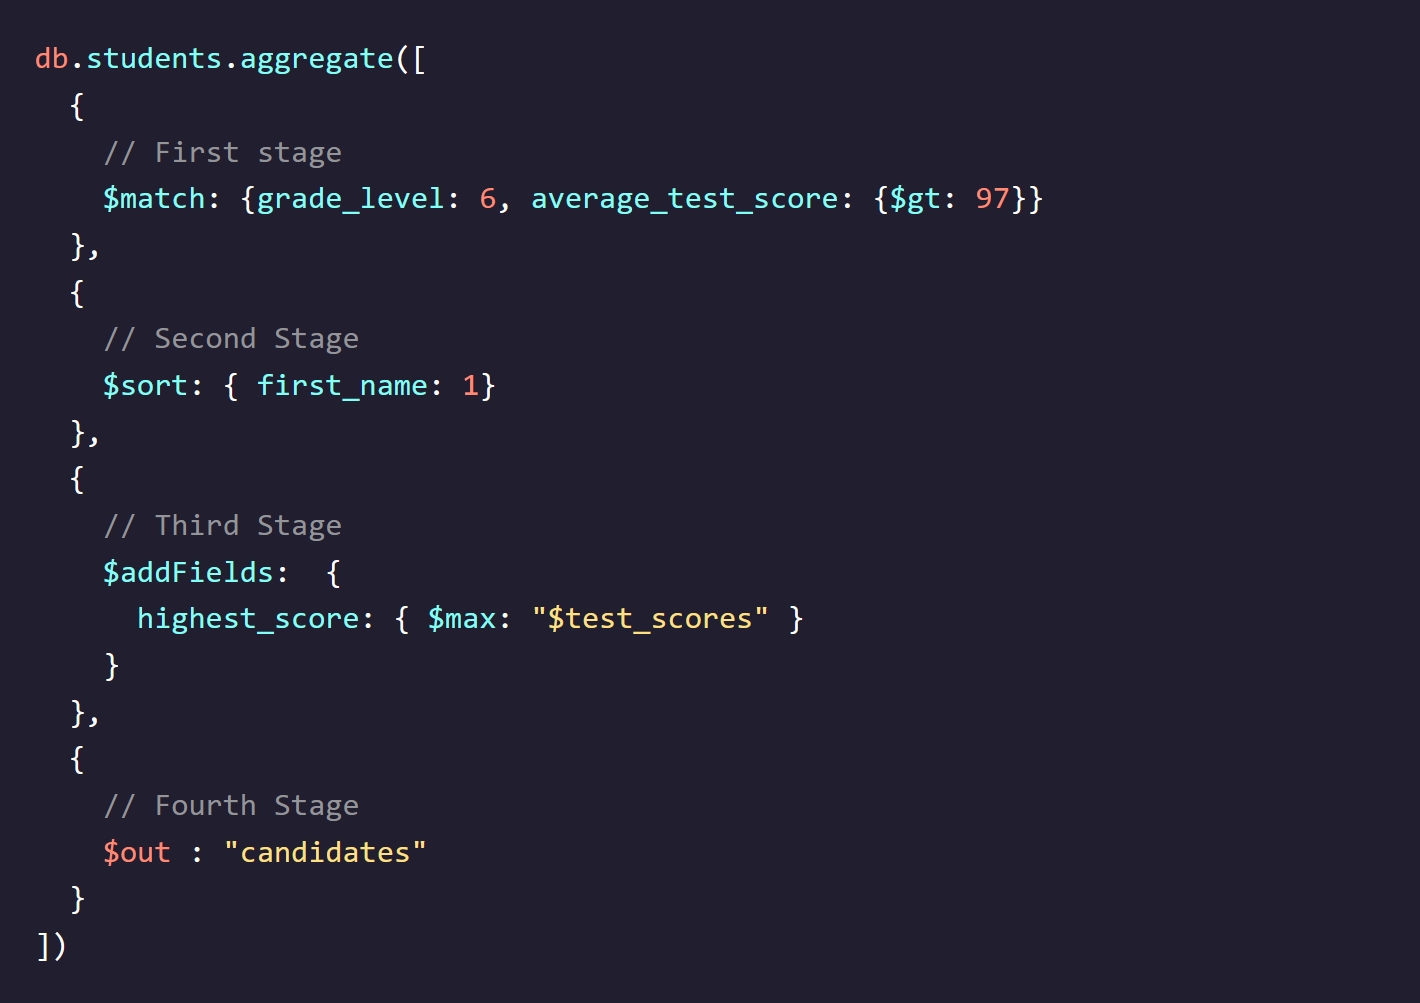 db.students.aggregate([
  {
    // First stage
    $match: {grade_level: 6, average_test_score: {$gt: 97}}
  },
  {
    // Second Stage
    $sort: { first_name: 1}
  },
  {
    // Third Stage
    $addFields:  {
      highest_score: { $max: "$test_scores" }
    }
  },
  {
    // Fourth Stage
    $out : "candidates"
  }
])